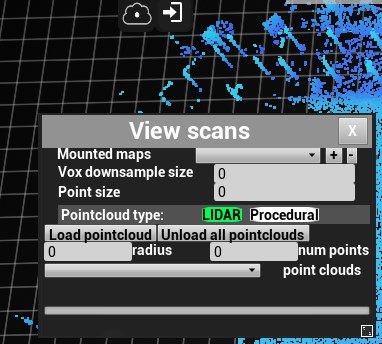 View scans X
Mounted maps + -
Vox downsample size 0
Point size 0
Pointcloud type: LIDAR Procedural
Load pointcloud Unload all pointclouds
0 radius 0 num points
point clouds